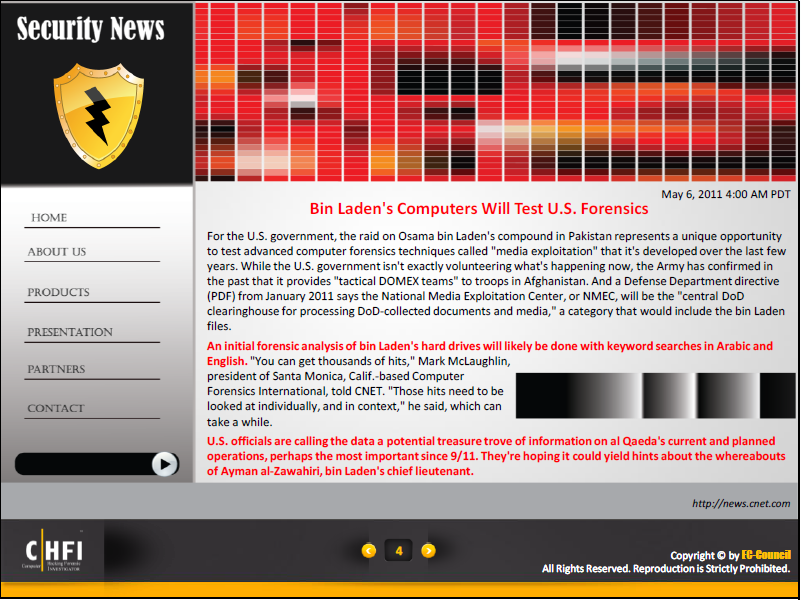 Security News
HOME
ABOUT US
PRODUCTS
PRESENTATION
PARTNERS
CONTACT
May 6, 2011 4:00 AM PDT
Bin Laden's Computers Will Test U.S. Forensics
For the U.S. government, the raid on Osama bin Laden's compound in Pakistan represents a unique opportunity
to test advanced computer forensics techniques called "media exploitation" that it's developed over the last few
years. While the U.S. government isn't exactly volunteering what's happening now, the Army has confirmed in
the past that it provides "tactical DOMEX teams" to troops in Afghanistan. And a Defense Department directive
(PDF) from January 2011 says the National Media Exploitation Center, or NMEC, will be the "central DoD
clearinghouse for processing DoD-collected documents and media," a category that would include the bin Laden
files.
An initial forensic analysis of bin Laden's hard drives will likely be done with keyword searches in Arabic and
English. "You can get thousands of hits," Mark McLaughlin,
president of Santa Monica, Calif.-based Computer
Forensics International, told CNET. "Those hits need to be
looked at individually, and in context," he said, which can
take a while.
U.S. officials are calling the data a potential treasure trove of information on al Qaeda's current and planned
operations, perhaps the most important since 9/11. They're hoping it could yield hints about the whereabouts
of Ayman al-Zawahiri, bin Laden's chief lieutenant.
http://news.cnet.com
CHFI
Computer Hacking Forensic
INVESTIGATOR
4
Copyright © by EC-Council
All Rights Reserved. Reproduction is Strictly Prohibited.